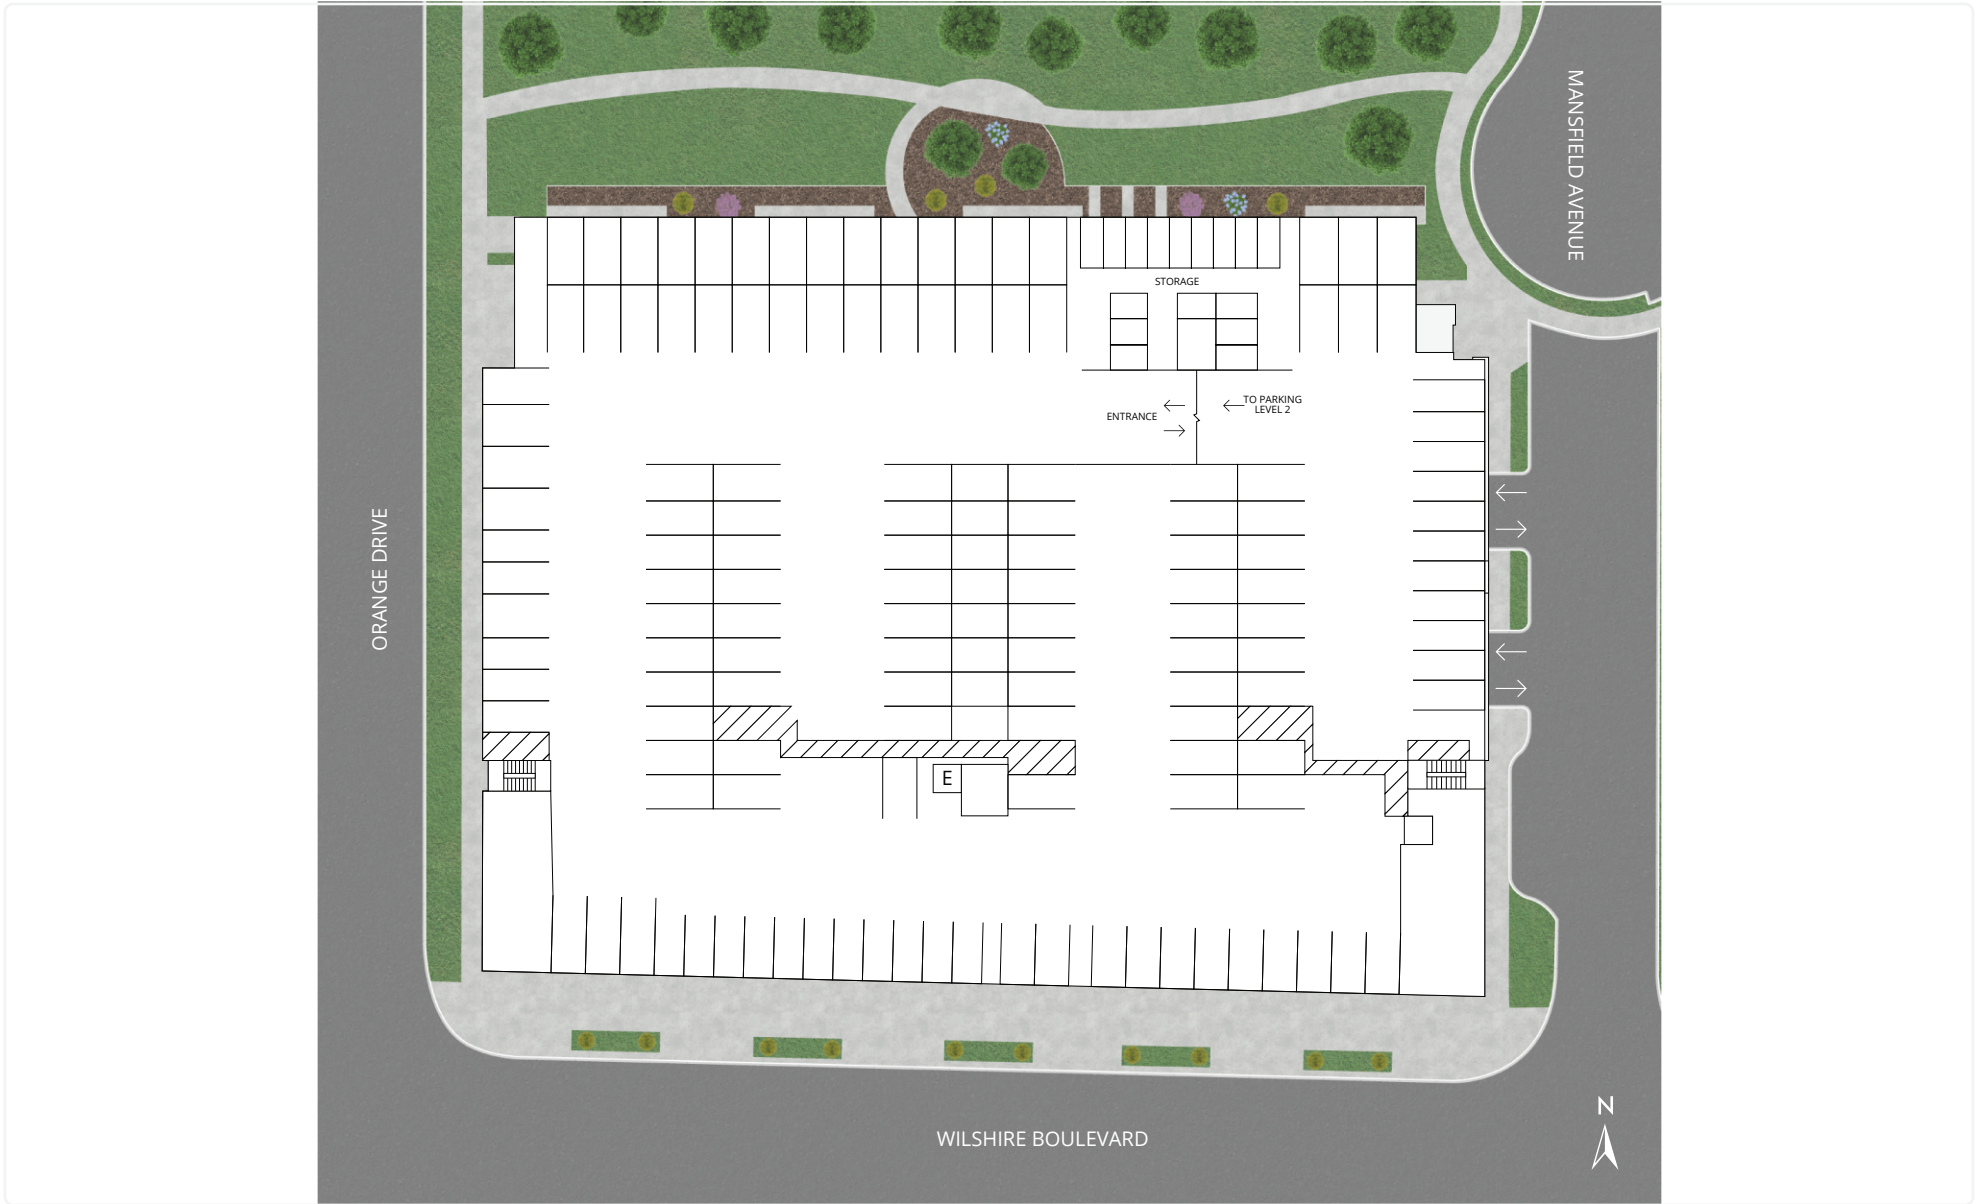 MANSFIELD AVENUE
STORAGE
ENTRANCE
TO PARKING
LEVEL 2
ORANGE DRIVE
E
N
WILSHIRE BOULEVARD